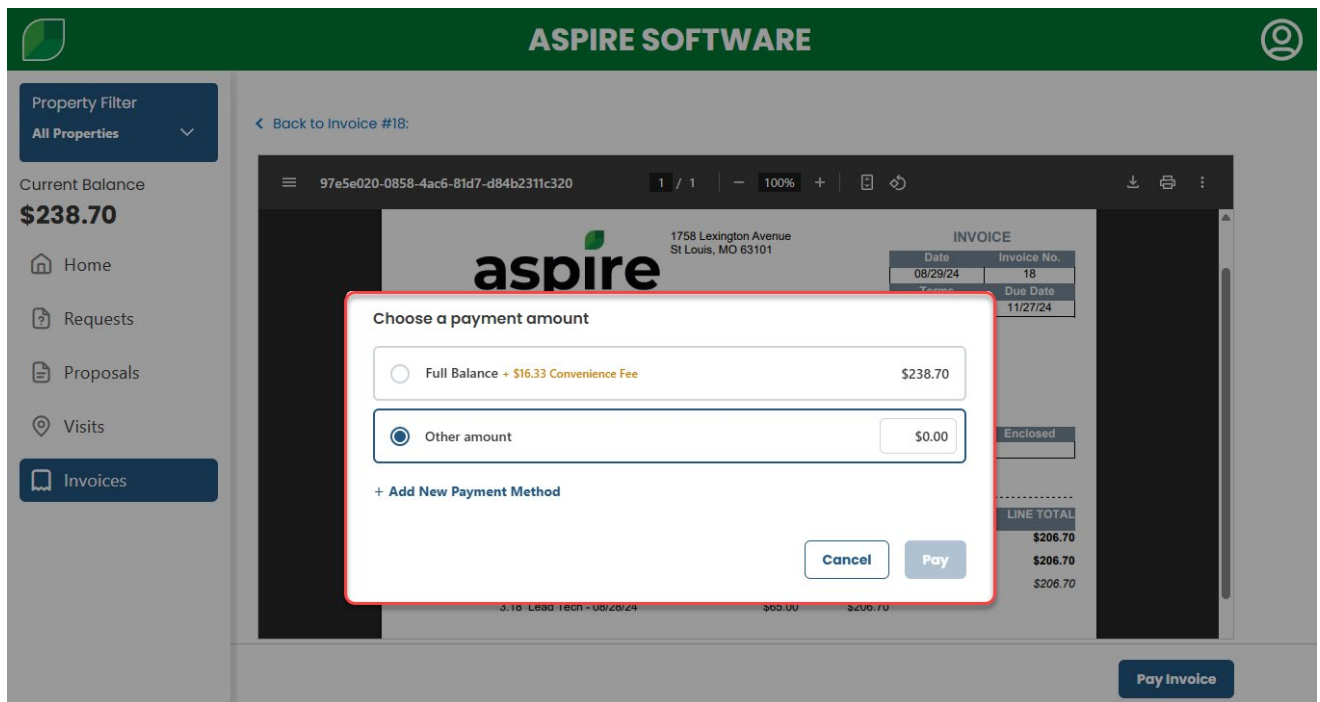 ASPIRE SOFTWARE
Property Filter
All Properties
Current Balance
$238.70
Home
Requests
Proposals
Visits
Invoices
Back to Invoice #18:
97e5e020-0858-4ac6-81d7-d84b2311c320 1 / 1 − 100% +
aspire
1758 Lexington Avenue
St Louis, MO 63101
INVOICE
Date Invoice No.
08/29/24 18
Terms Due Date
11/27/24
Choose a payment amount
Full Balance + $16.33 Convenience Fee $238.70
Other amount $0.00
+ Add New Payment Method
Cancel Pay
Enclosed
LINE TOTAL
$206.70
$206.70
$206.70
3.18 Lead Tech - 08/28/24 $65.00 $206.70
Pay Invoice